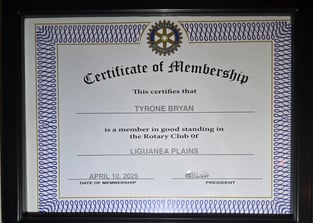 Certificate of Membership
This certifies that
TYRONE BRYAN
is a member in good standing in
the Rotary Club Of
LIGUANEA PLAINS
APRIL 10, 2025
DATE OF MEMBERSHIP PRESIDENT